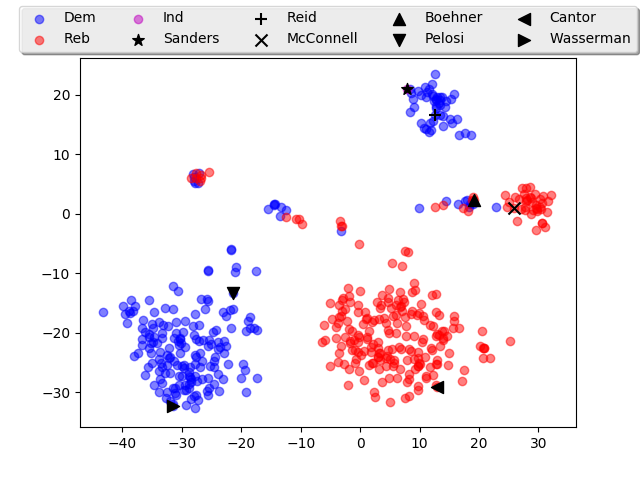 Dem Ind Reid Boehner Cantor
Reb Sanders McConnell Pelosi Wasserman
20
10
0
−10
−20
−30
−40 −30 −20 −10 0 10 20 30